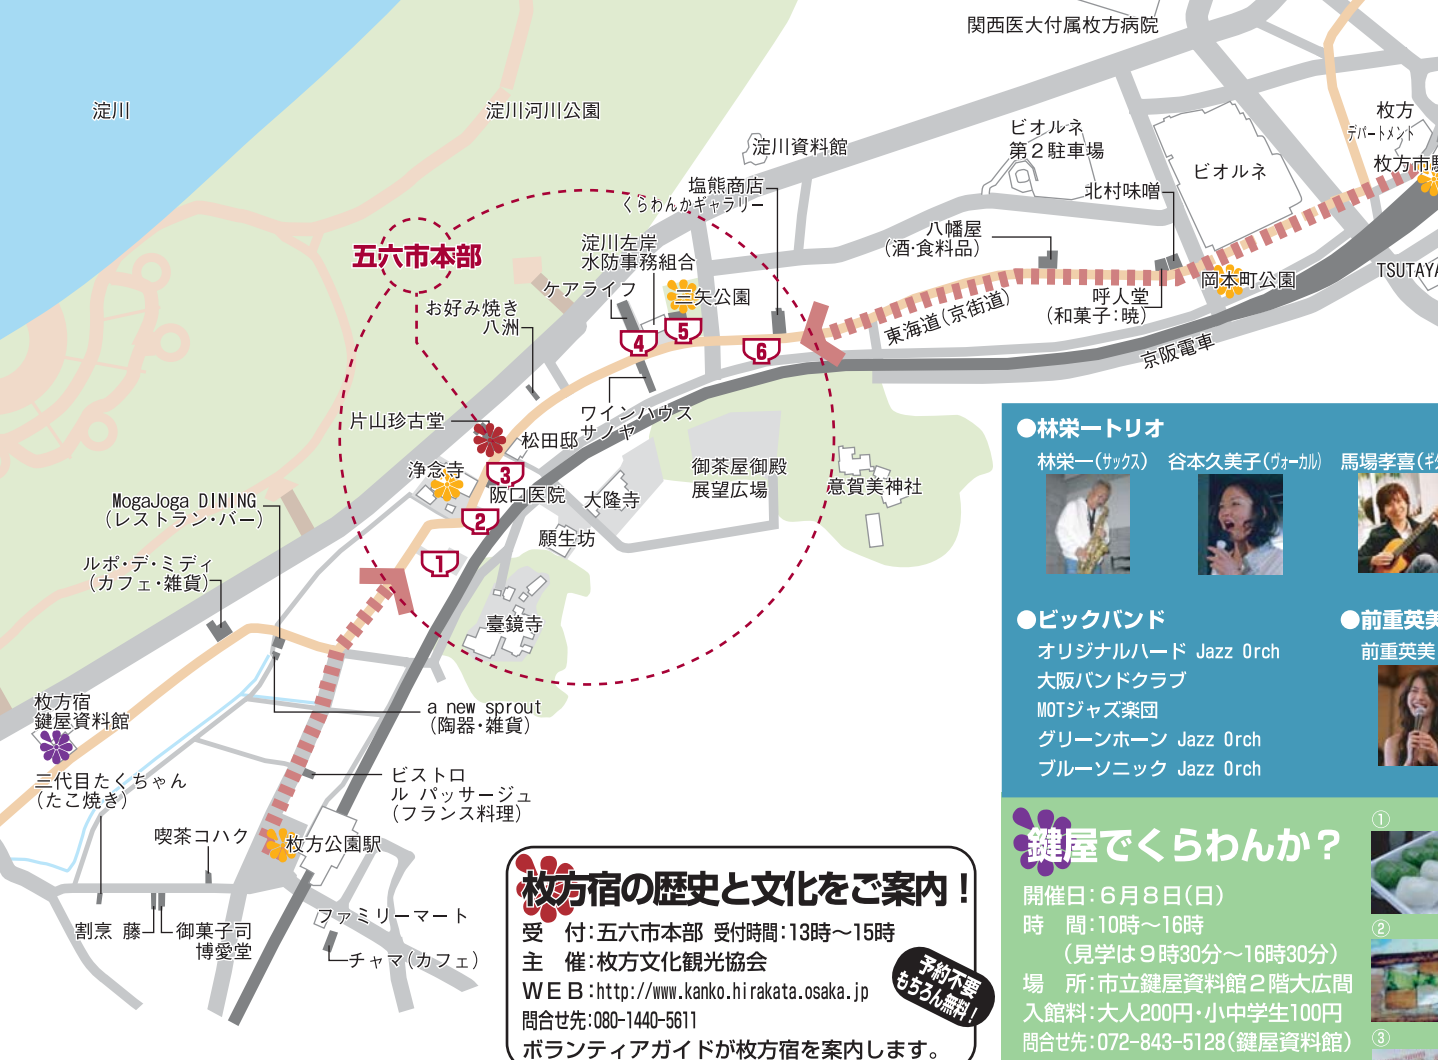 関西医大付属枚方病院
淀川
淀川河川公園
淀川資料館
ビオルネ
第２駐車場
ビオルネ
枚方
デパートメント
枚方市
塩熊商店
くらわんかギャラリー
北村味噌
八幡屋
（酒・食料品）
五六市本部
淀川左岸
水防事務組合
ケアライフ
三矢公園
岡本町公園
TSUTAYA
お好み焼き
八洲
呼人堂
（和菓子：暁）
東海道（京街道）
京阪電車
4
5
6
片山珍古堂
ワインハウス
サノヤ
松田邸
浄念寺
3
阪口医院
大隆寺
御茶屋御殿
展望広場
意賀美神社
MogaJoga DINING
（レストラン・バー）
2
願生坊
1
ルポ・デ・ミディ
（カフェ・雑貨）
臺鏡寺
枚方宿
鍵屋資料館
a new sprout
（陶器・雑貨）
三代目たくちゃん
（たこ焼き）
ビストロ
ル パッサージュ
（フランス料理）
喫茶コハク
枚方公園駅
割烹 藤
御菓子司
博愛堂
ファミリーマート
チャマ（カフェ）
枚方宿の歴史と文化をご案内！
受　付：五六市本部 受付時間：13時〜15時
主　催：枚方文化観光協会
ＷＥＢ：http://www.kanko.hirakata.osaka.jp
問合せ先：080-1440-5611
ボランティアガイドが枚方宿を案内します。
予約不要
もちろん無料！
●林栄一トリオ
林栄一（サックス）　谷本久美子（ヴォーカル）　馬場孝喜（ギ
●ビックバンド
オリジナルハード Jazz Orch
大阪バンドクラブ
MOTジャズ楽団
グリーンホーン Jazz Orch
ブルーソニック Jazz Orch
●前重英美
前重英美
鍵屋でくらわんか？
開催日：６月８日（日）
時　間：10時〜16時
（見学は９時30分〜16時30分）
場　所：市立鍵屋資料館２階大広間
入館料：大人200円・小中学生100円
問合せ先：072-843-5128（鍵屋資料館）
①
②
③